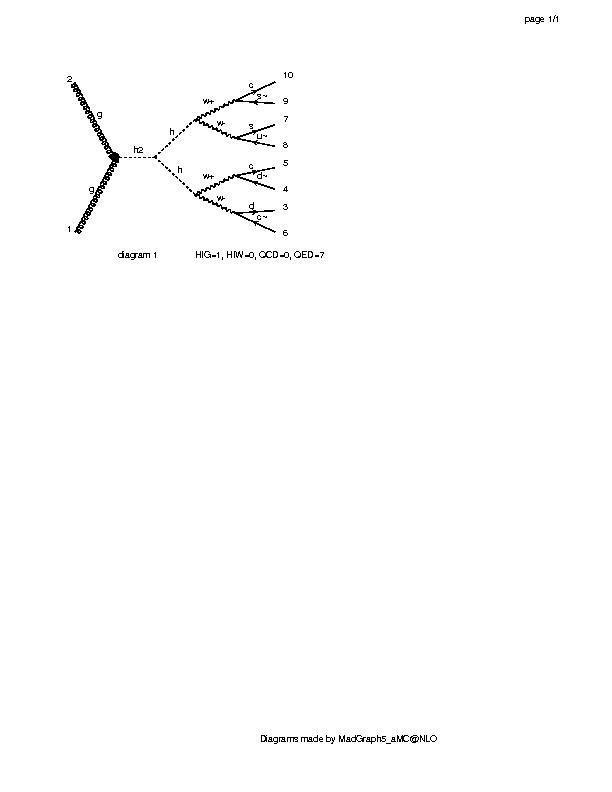 page 1/1
2
g
g
1
h2
h
h
w+
w-
w+
w-
c
s~
s
u~
c
d~
d
c~
10
9
7
8
5
4
3
6
diagram 1 HIG=1, HIW=0, QCD=0, QED=7
Diagrams made by MadGraph5_aMC@NLO